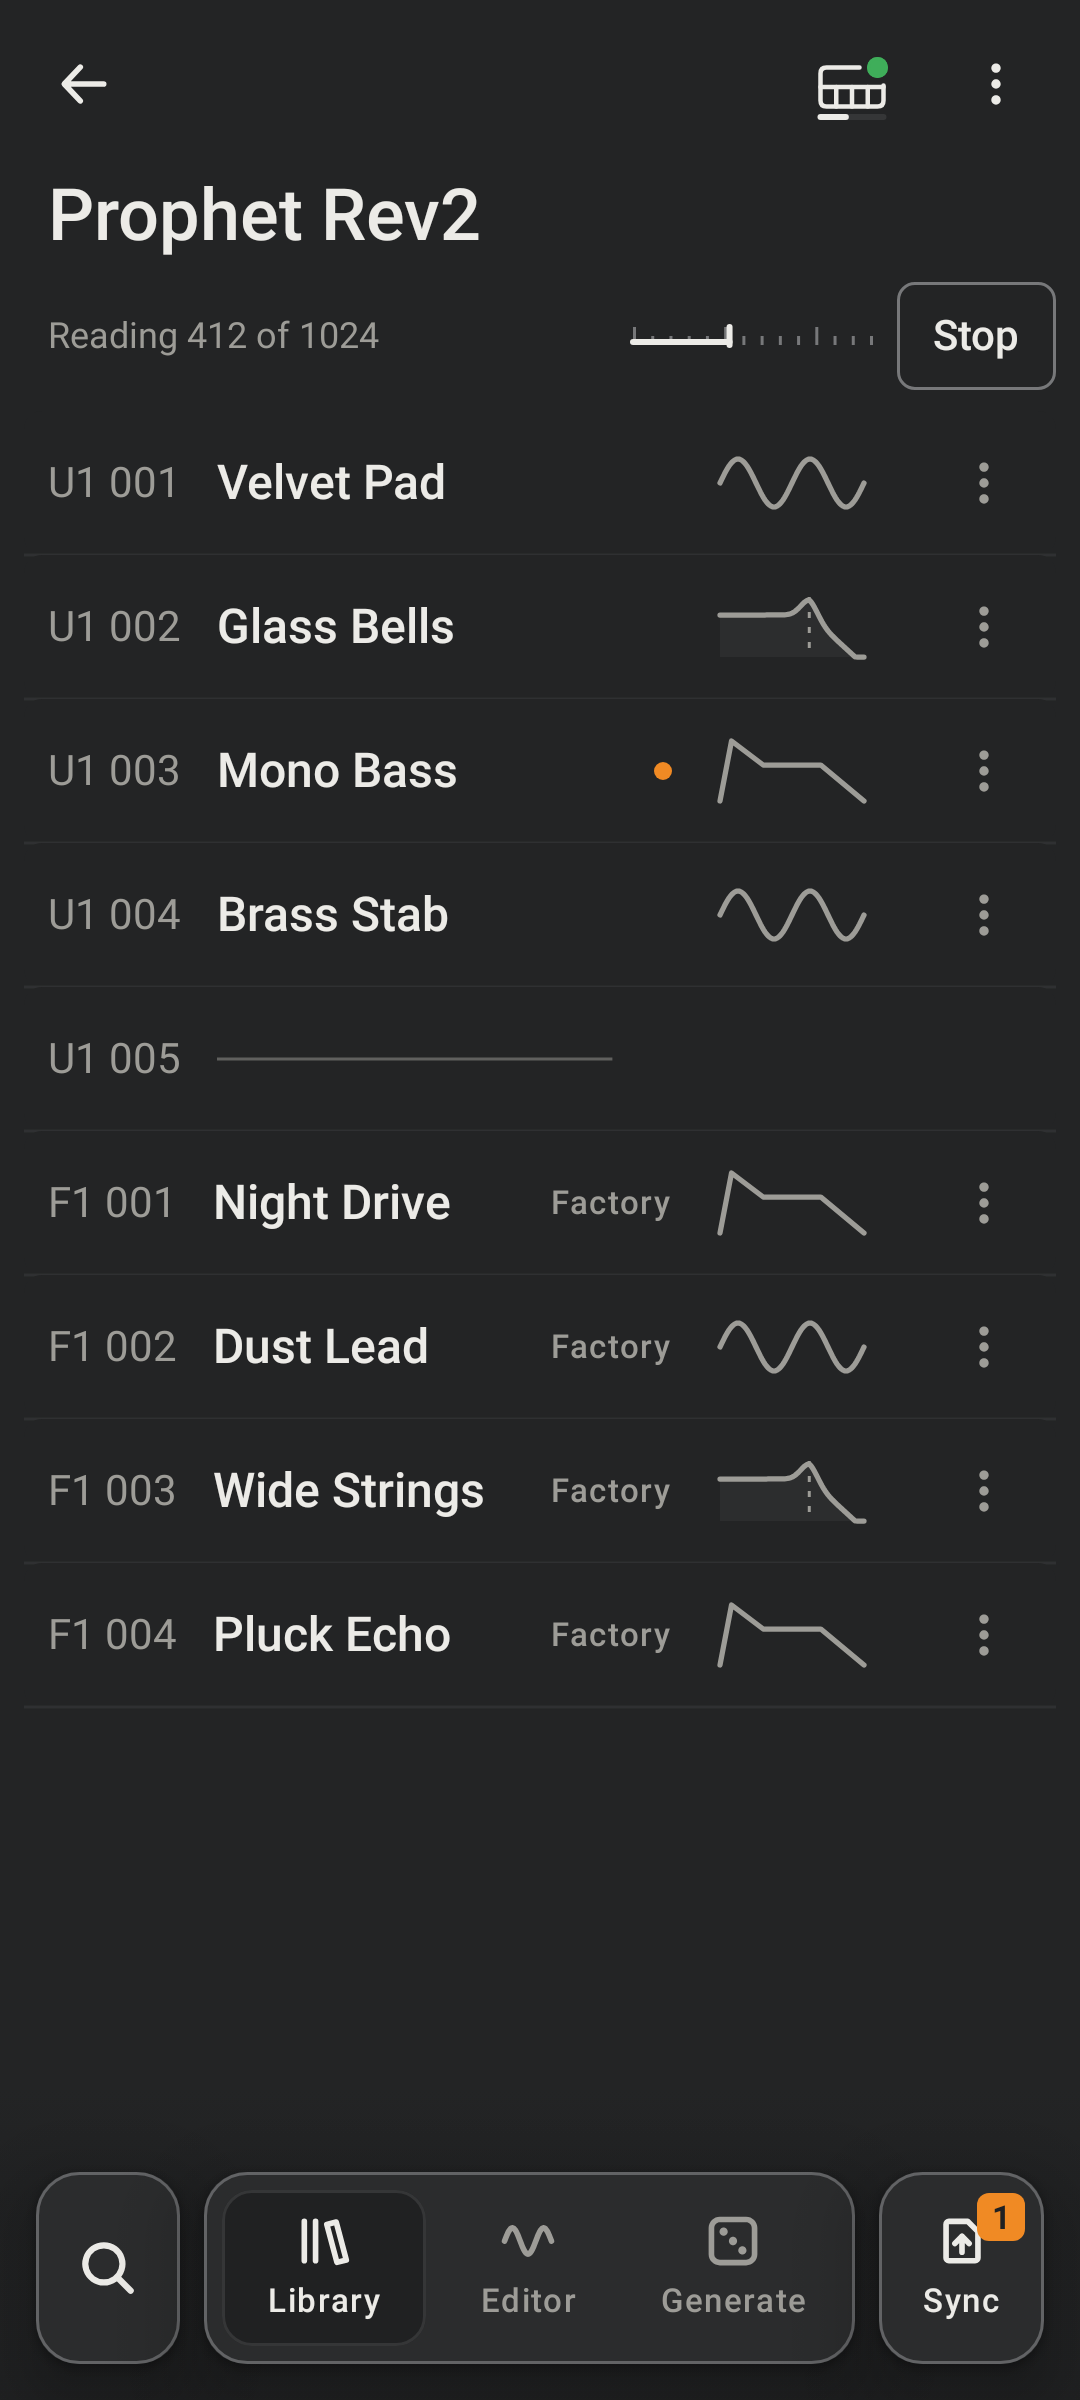 Prophet Rev2
Reading 412 of 1024
Stop
U1 001 Velvet Pad
U1 002 Glass Bells
U1 003 Mono Bass
U1 004 Brass Stab
U1 005
F1 001 Night Drive Factory
F1 002 Dust Lead Factory
F1 003 Wide Strings Factory
F1 004 Pluck Echo Factory
1
Library Editor Generate Sync